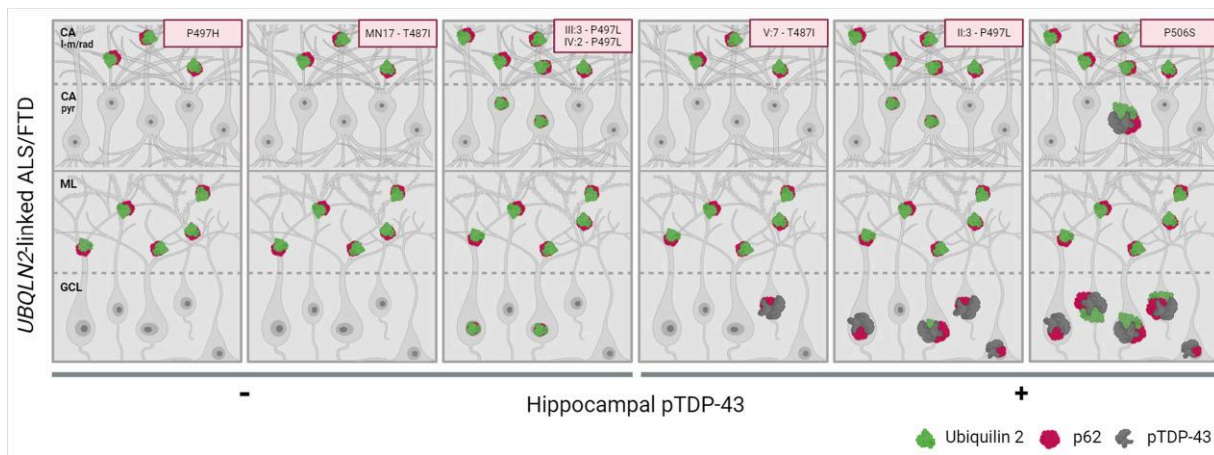 UBQLN2-linked ALS/FTD
CA
l-m/rad
P497H
MN17 - T487I
III:3 - P497L
IV:2 - P497L
V:7 - T487I
II:3 - P497L
P506S
CA
pyr
ML
GCL
-
+
Hippocampal pTDP-43
Ubiquilin 2
p62
pTDP-43